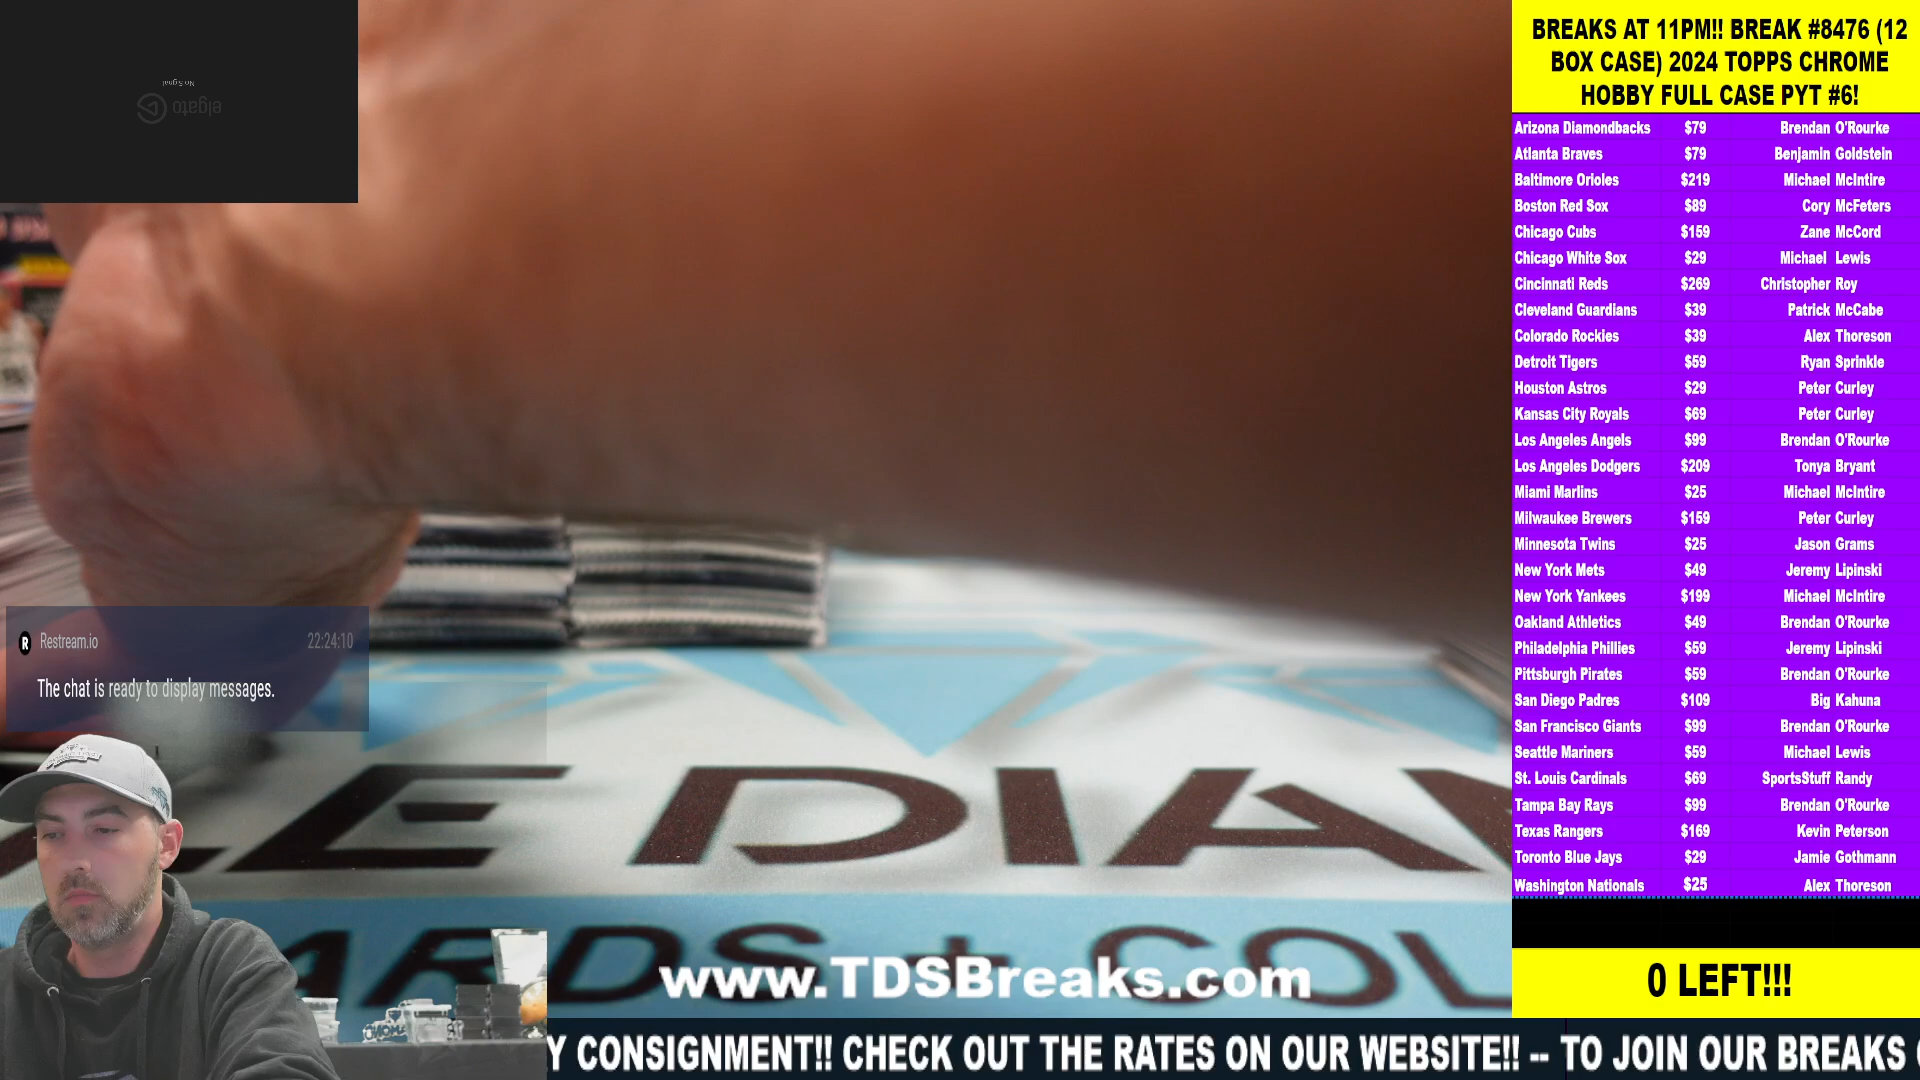 No Signal
elgato
BREAKS AT 11PM!! BREAK #8476 (12
BOX CASE) 2024 TOPPS CHROME
HOBBY FULL CASE PYT #6!
Arizona Diamondbacks $79 Brendan O'Rourke
Atlanta Braves $79 Benjamin Goldstein
Baltimore Orioles $219 Michael McIntire
Boston Red Sox $89 Cory McFeters
Chicago Cubs $159 Zane McCord
Chicago White Sox $29 Michael Lewis
Cincinnati Reds $269 Christopher Roy
Cleveland Guardians $39 Patrick McCabe
Colorado Rockies $39 Alex Thoreson
Detroit Tigers $59 Ryan Sprinkle
Houston Astros $29 Peter Curley
Kansas City Royals $69 Peter Curley
Los Angeles Angels $99 Brendan O'Rourke
Los Angeles Dodgers $209 Tonya Bryant
Miami Marlins $25 Michael McIntire
Milwaukee Brewers $159 Peter Curley
Minnesota Twins $25 Jason Grams
New York Mets $49 Jeremy Lipinski
New York Yankees $199 Michael McIntire
Oakland Athletics $49 Brendan O'Rourke
Philadelphia Phillies $59 Jeremy Lipinski
Pittsburgh Pirates $59 Brendan O'Rourke
San Diego Padres $109 Big Kahuna
San Francisco Giants $99 Brendan O'Rourke
Seattle Mariners $59 Michael Lewis
St. Louis Cardinals $69 SportsStuff Randy
Tampa Bay Rays $99 Brendan O'Rourke
Texas Rangers $169 Kevin Peterson
Toronto Blue Jays $29 Jamie Gothmann
Washington Nationals $25 Alex Thoreson
0 LEFT!!!
R Restream.io 22:24:10
The chat is ready to display messages.
LE DIA
ARDS + COL
www.TDSBreaks.com
Y CONSIGNMENT!! CHECK OUT THE RATES ON OUR WEBSITE!! -- TO JOIN OUR BREAKS